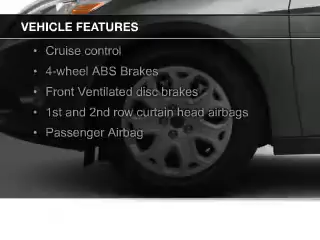 VEHICLE FEATURES
• Cruise control
• 4-wheel ABS Brakes
• Front Ventilated disc brakes
• 1st and 2nd row curtain head airbags
• Passenger Airbag